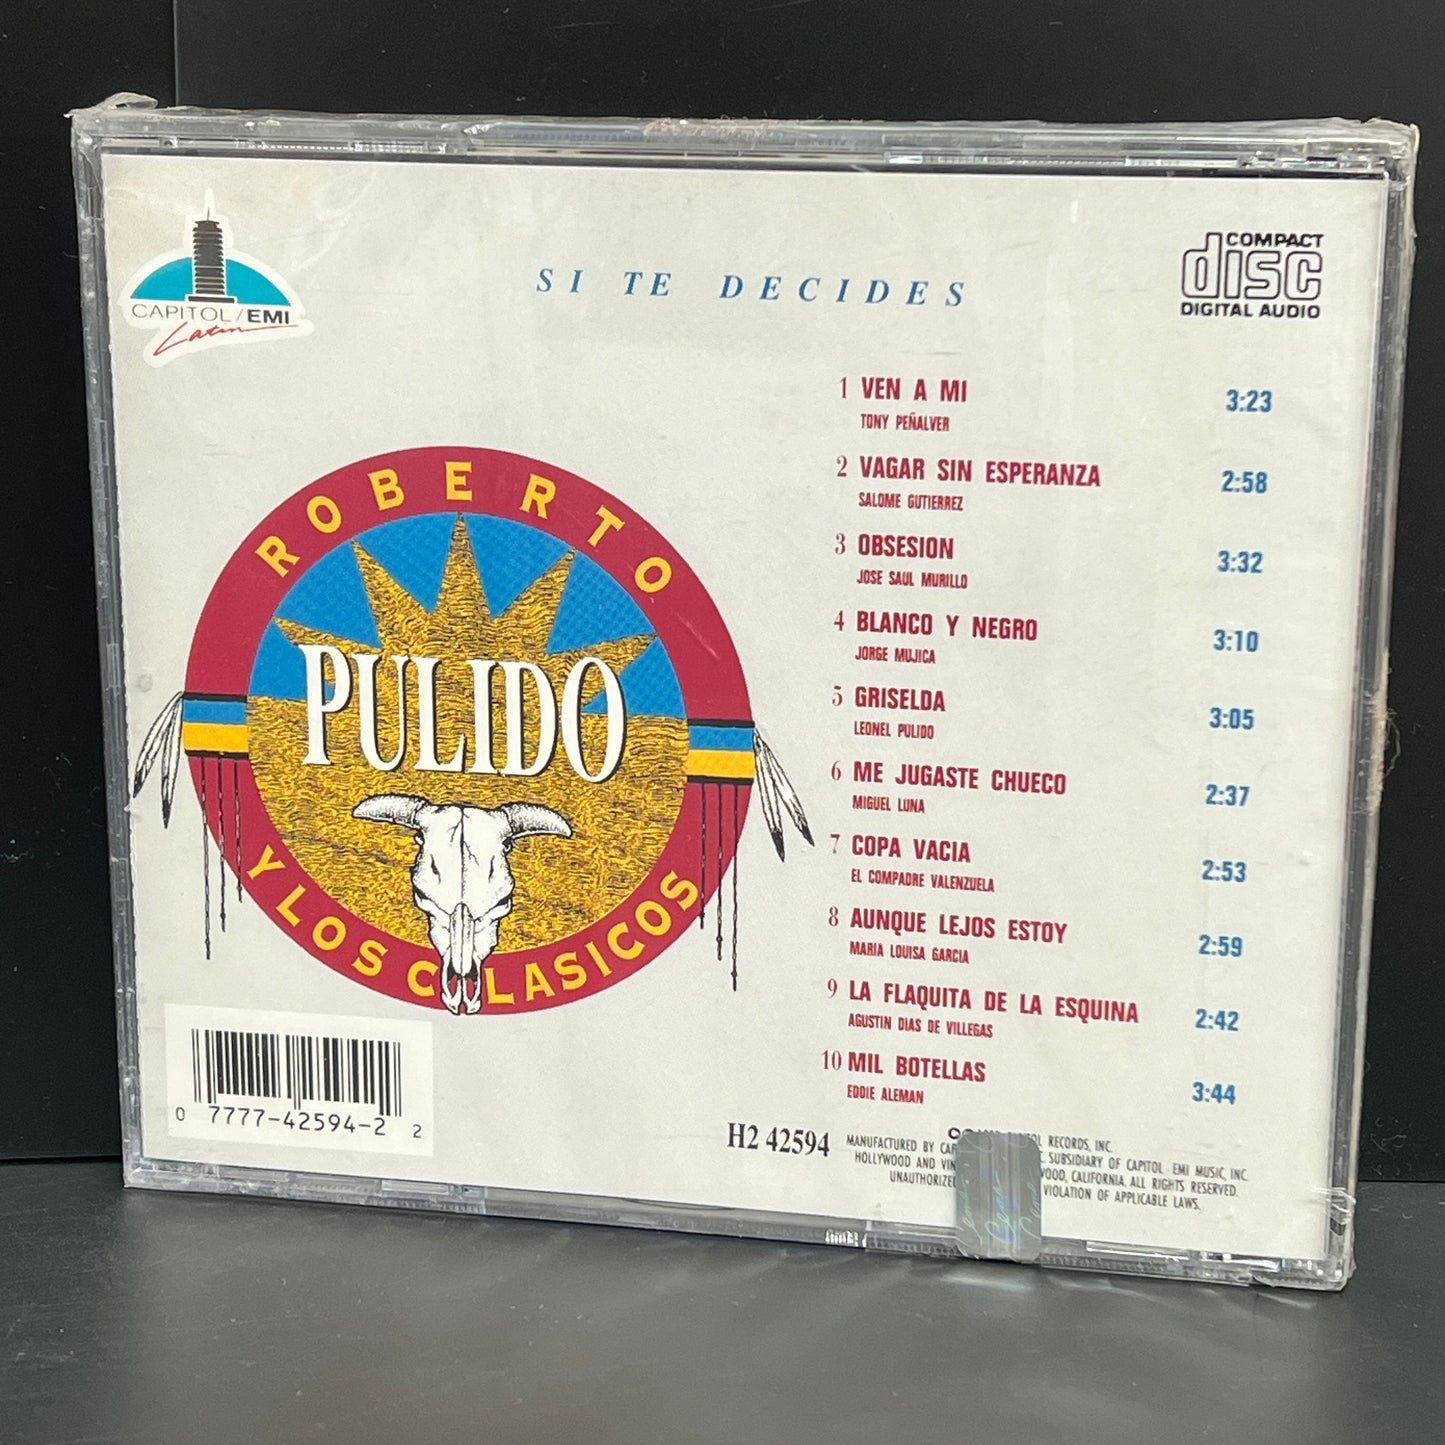 CAPITOL/EMI
Latin
SI TE DECIDES
COMPACT
disc
DIGITAL AUDIO
ROBERTO
PULIDO
Y LOS CLASICOS
1 VEN A MI 3:23
TONY PEÑALVER
2 VAGAR SIN ESPERANZA 2:58
SALOME GUTIERREZ
3 OBSESION 3:32
JOSE SAUL MURILLO
4 BLANCO Y NEGRO 3:10
JORGE MUJICA
5 GRISELDA 3:05
LEONEL PULIDO
6 ME JUGASTE CHUECO 2:37
MIGUEL LUNA
7 COPA VACIA 2:53
EL COMPADRE VALENZUELA
8 AUNQUE LEJOS ESTOY 2:59
MARIA LOUISA GARCIA
9 LA FLAQUITA DE LA ESQUINA 2:42
AGUSTIN DIAS DE VILLEGAS
10 MIL BOTELLAS 3:44
EDDIE ALEMAN
0 7777-42594-2 2
H2 42594
RECORDS, INC.
MANUFACTURED BY SUBSIDIARY OF CAPITOL - EMI MUSIC, INC.
HOLLYWOOD AND CALIFORNIA. ALL RIGHTS RESERVED.
VIOLATION OF APPLICABLE LAWS.